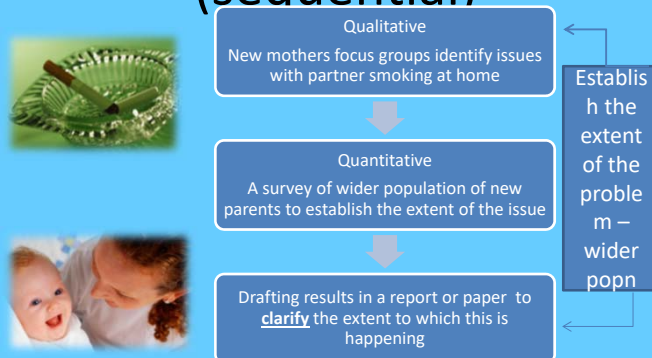 (sequential)
Qualitative
New mothers focus groups identify issues
with partner smoking at home
Quantitative
A survey of wider population of new
parents to establish the extent of the issue
Drafting results in a report or paper to
clarify the extent to which this is
happening
Establis
h the
extent
of the
proble
m –
wider
popn